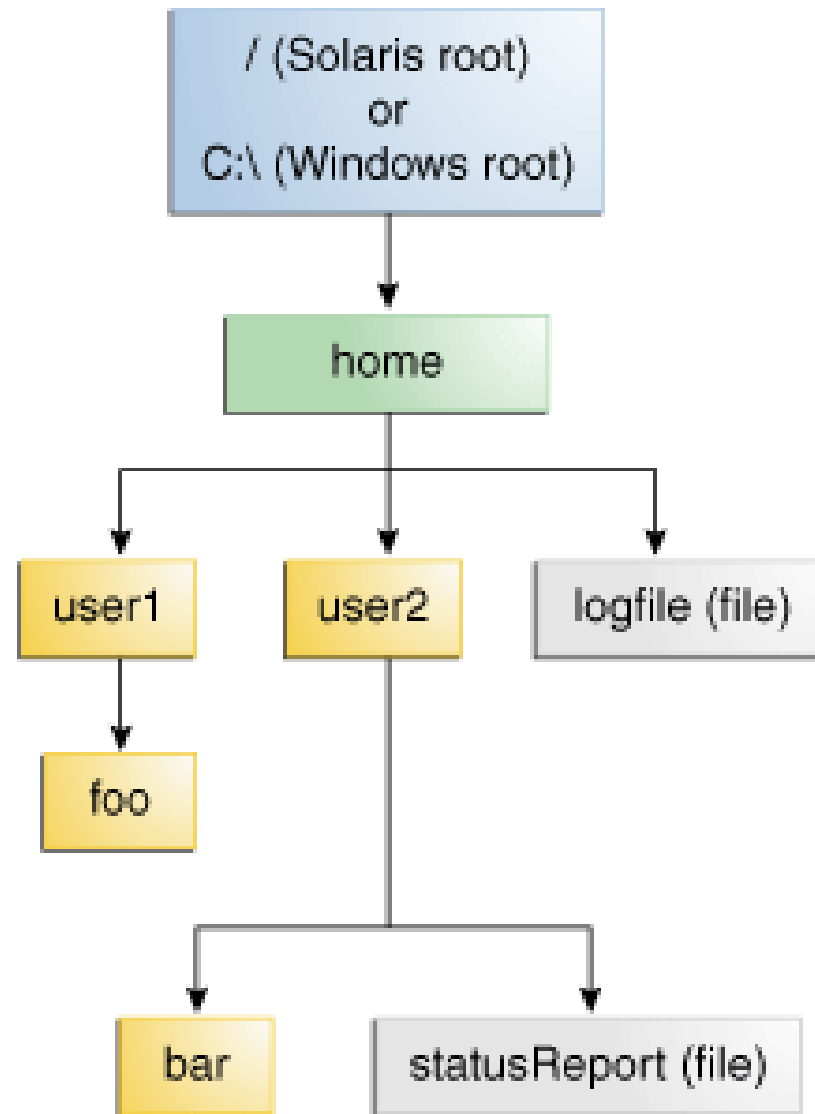 / (Solaris root)
or
C:\ (Windows root)
home
user1
user2
logfile (file)
foo
bar
statusReport (file)